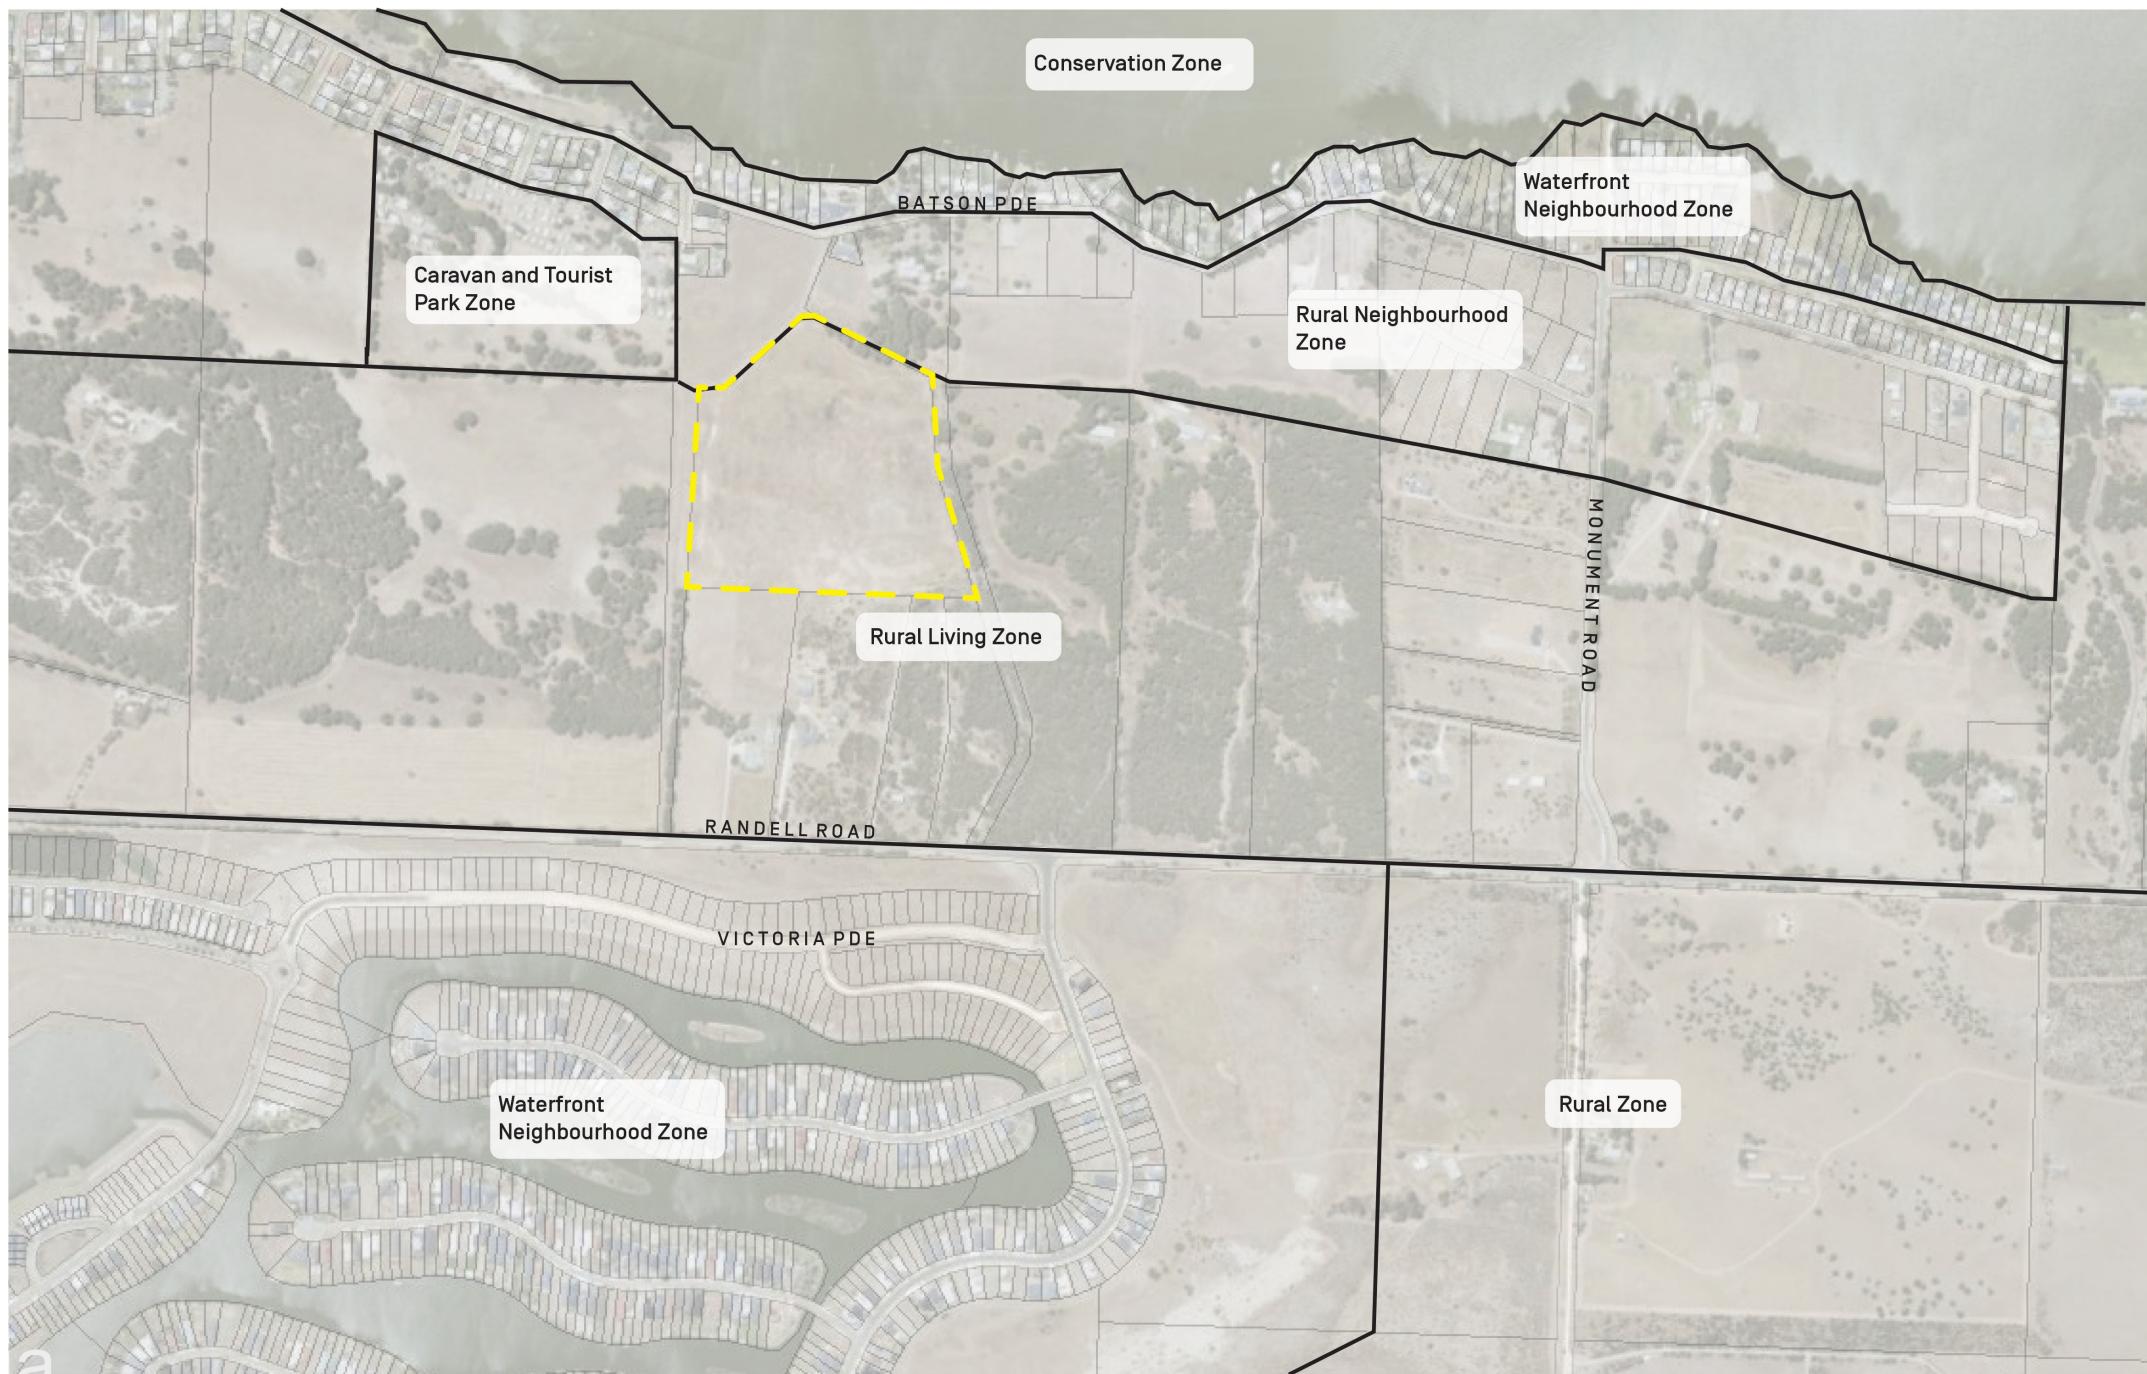 Conservation Zone
Waterfront
Neighbourhood Zone
BATSON PDE
Caravan and Tourist
Park Zone
Rural Neighbourhood
Zone
MONUMENT ROAD
Rural Living Zone
RANDELL ROAD
VICTORIA PDE
Waterfront
Neighbourhood Zone
Rural Zone
a